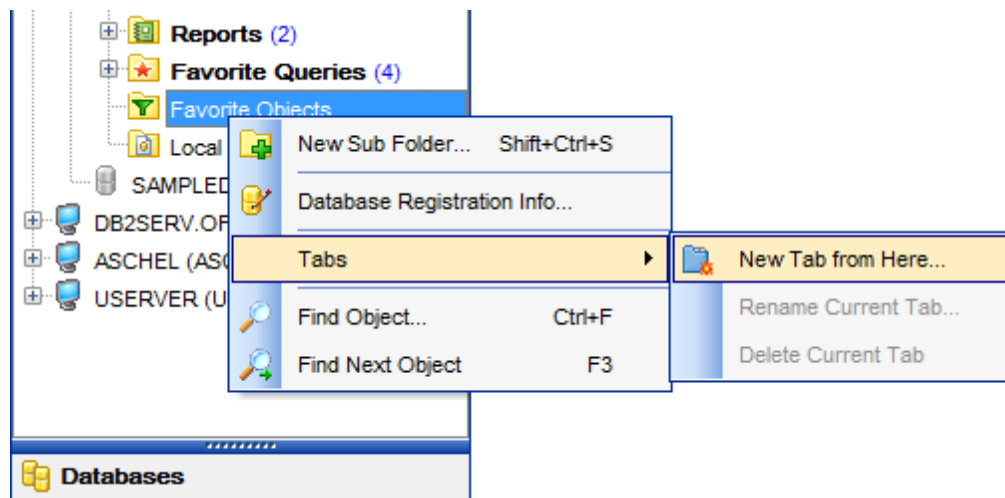 Reports (2)
Favorite Queries (4)
Favorite Objects
Local
SAMPLED
DB2SERV.OF
ASCHEL (ASC
USERVER (U
New Sub Folder... Shift+Ctrl+S
Database Registration Info...
Tabs
Find Object... Ctrl+F
Find Next Object F3
New Tab from Here...
Rename Current Tab...
Delete Current Tab
Databases